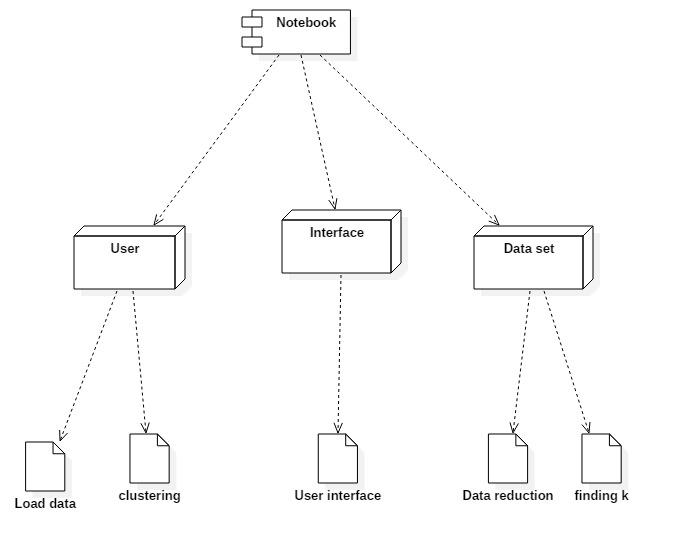 Notebook
User
Interface
Data set
Load data
clustering
User interface
Data reduction
finding k